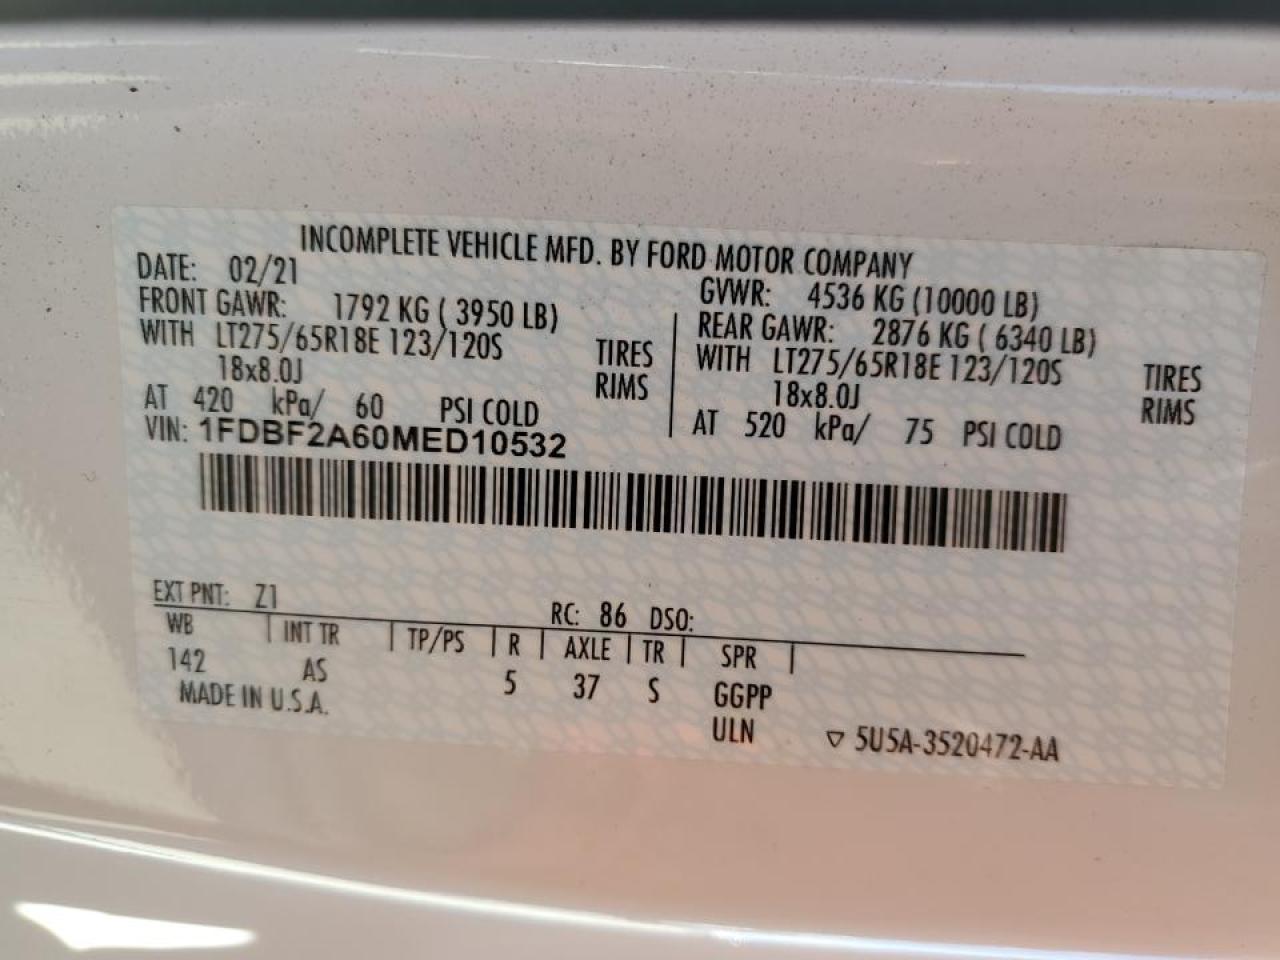 INCOMPLETE VEHICLE MFD. BY FORD MOTOR COMPANY
DATE: 02/21 GVWR: 4536 KG (10000 LB)
FRONT GAWR: 1792 KG ( 3950 LB) REAR GAWR: 2876 KG ( 6340 LB)
WITH LT275/65R18E 123/120S TIRES WITH LT275/65R18E 123/120S TIRES
18x8.0J RIMS 18x8.0J RIMS
AT 420 kPa/ 60 PSI COLD AT 520 kPa/ 75 PSI COLD
VIN: 1FDBF2A60MED10532
EXT PNT: Z1 RC: 86 DSO:
WB INT TR TP/PS R AXLE TR SPR
142 AS 5 37 S GGPP
MADE IN U.S.A. ULN ▽ 5U5A-3520472-AA